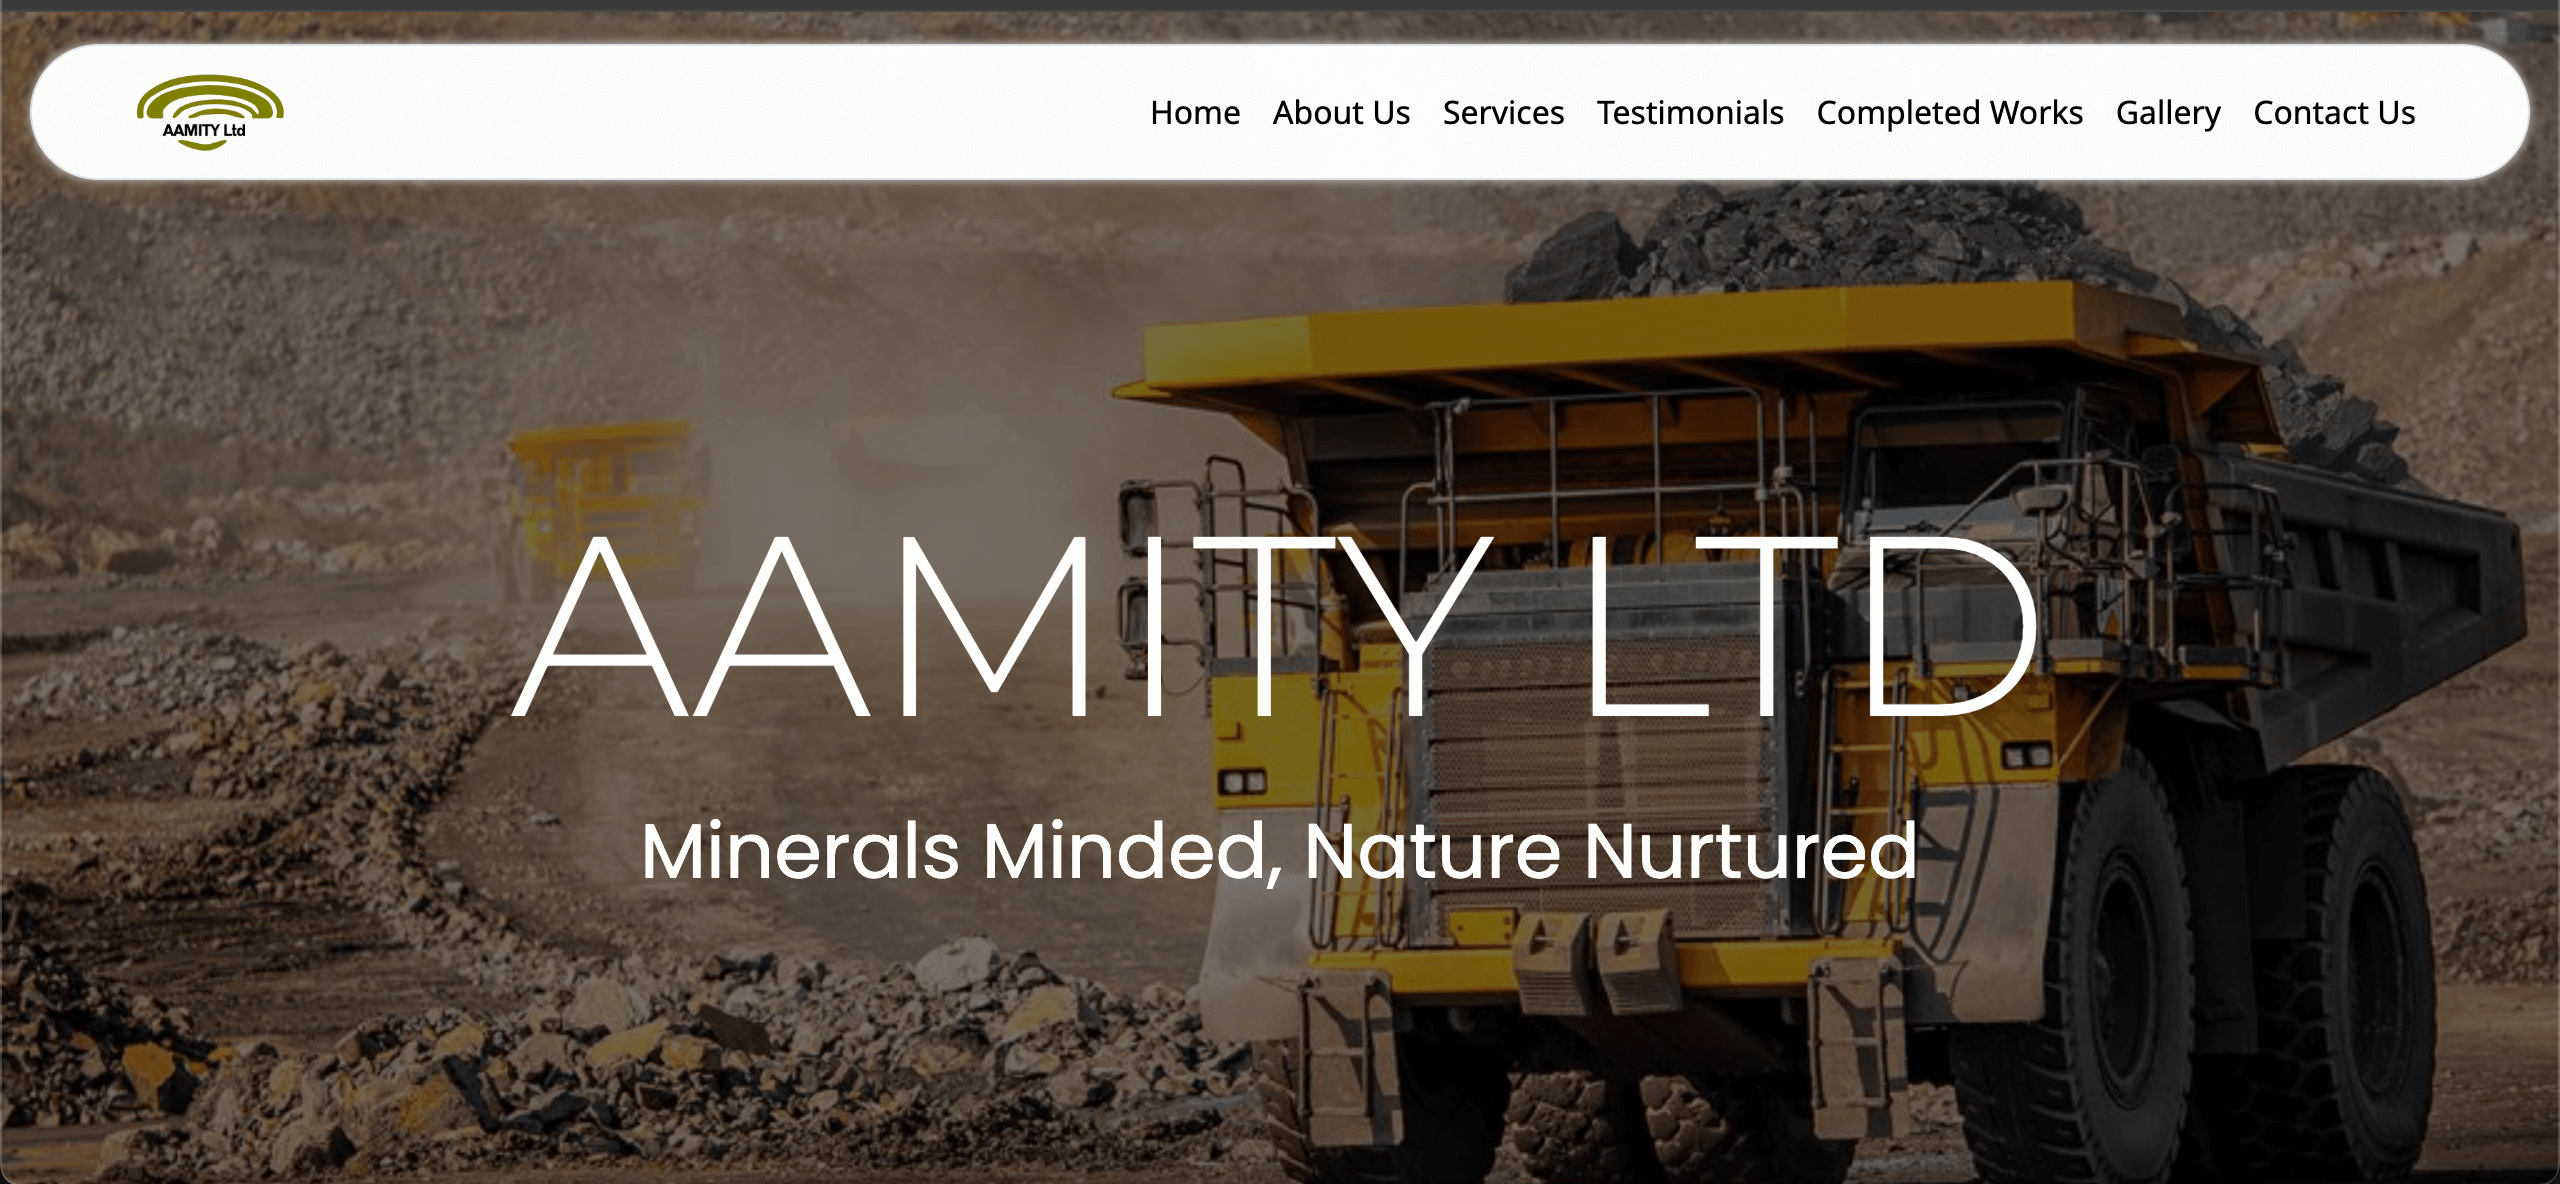 AAMITY Ltd
Home About Us Services Testimonials Completed Works Gallery Contact Us
AAMITY LTD
Minerals Minded, Nature Nurtured